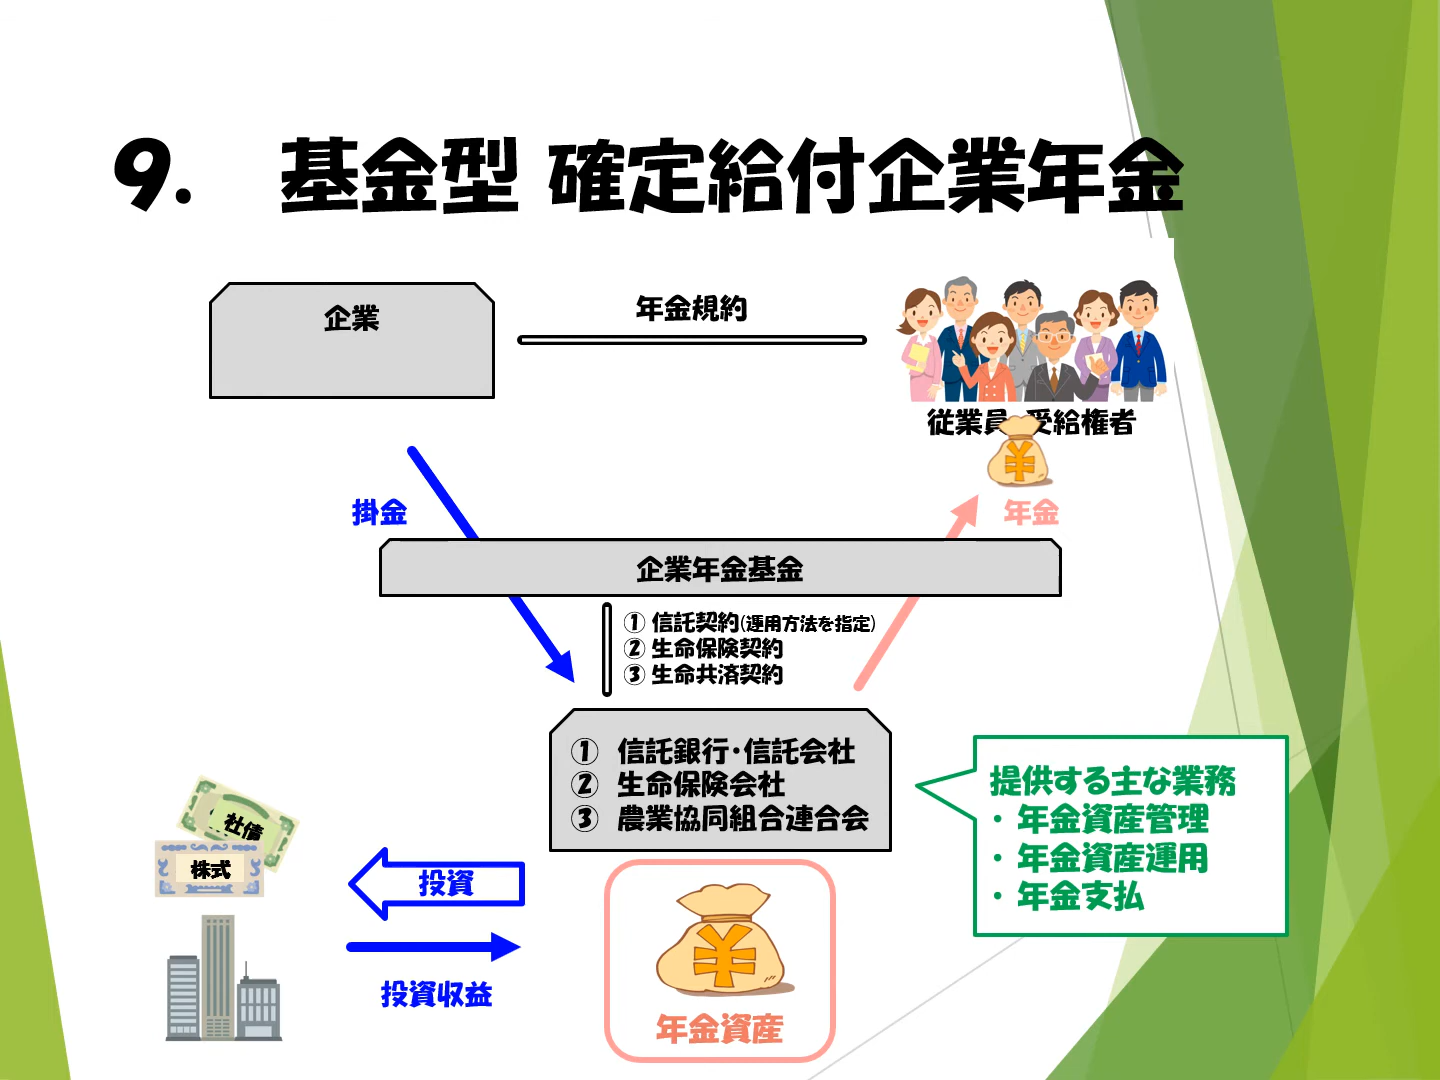 9. 基金型 確定給付企業年金
企業
年金規約
従業員 受給権者
¥
掛金
年金
企業年金基金
① 信託契約(運用方法を指定)
② 生命保険契約
③ 生命共済契約
① 信託銀行・信託会社
② 生命保険会社
③ 農業協同組合連合会
提供する主な業務
・ 年金資産管理
・ 年金資産運用
・ 年金支払
社債
株式
投資
投資収益
¥
年金資産